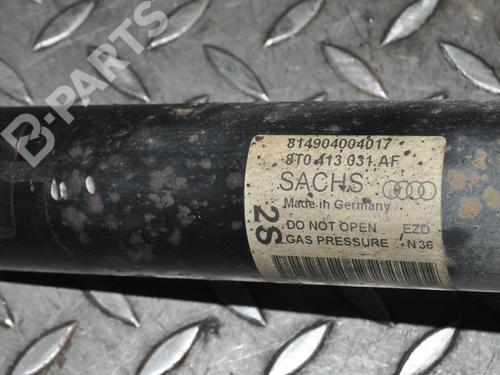 B-PARTS
814904004017
8T0 413 031 AF
SACHS
Made in Germany
2S
DO NOT OPEN EZD
GAS PRESSURE N36